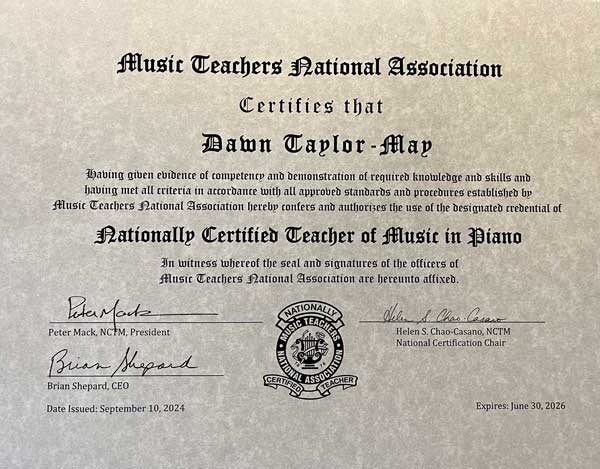 Music Teachers National Association
Certifies that
Dawn Taylor-May
Having given evidence of competency and demonstration of required knowledge and skills and
having met all criteria in accordance with all approved standards and procedures established by
Music Teachers National Association hereby confers and authorizes the use of the designated credential of
Nationally Certified Teacher of Music in Piano
In witness whereof the seal and signatures of the officers of
Music Teachers National Association are hereunto affixed.
Peter Mack
Helen S. Chao-Casano
Peter Mack, NCTM, President
Helen S. Chao-Casano, NCTM
National Certification Chair
Brian Shepard
Brian Shepard, CEO
NATIONALLY
MUSIC TEACHERS
NATIONAL ASSOCIATION
CERTIFIED TEACHER
Date Issued: September 10, 2024
Expires: June 30, 2026